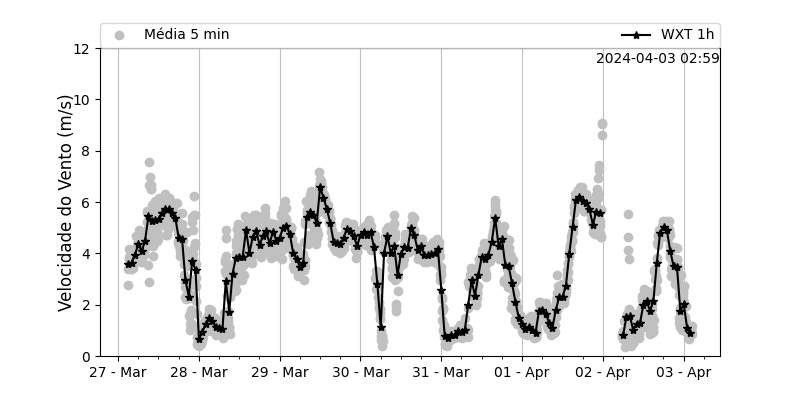 Média 5 min WXT 1h
2024-04-03 02:59
Velocidade do Vento (m/s)
12
10
8
6
4
2
0
27 - Mar 28 - Mar 29 - Mar 30 - Mar 31 - Mar 01 - Apr 02 - Apr 03 - Apr